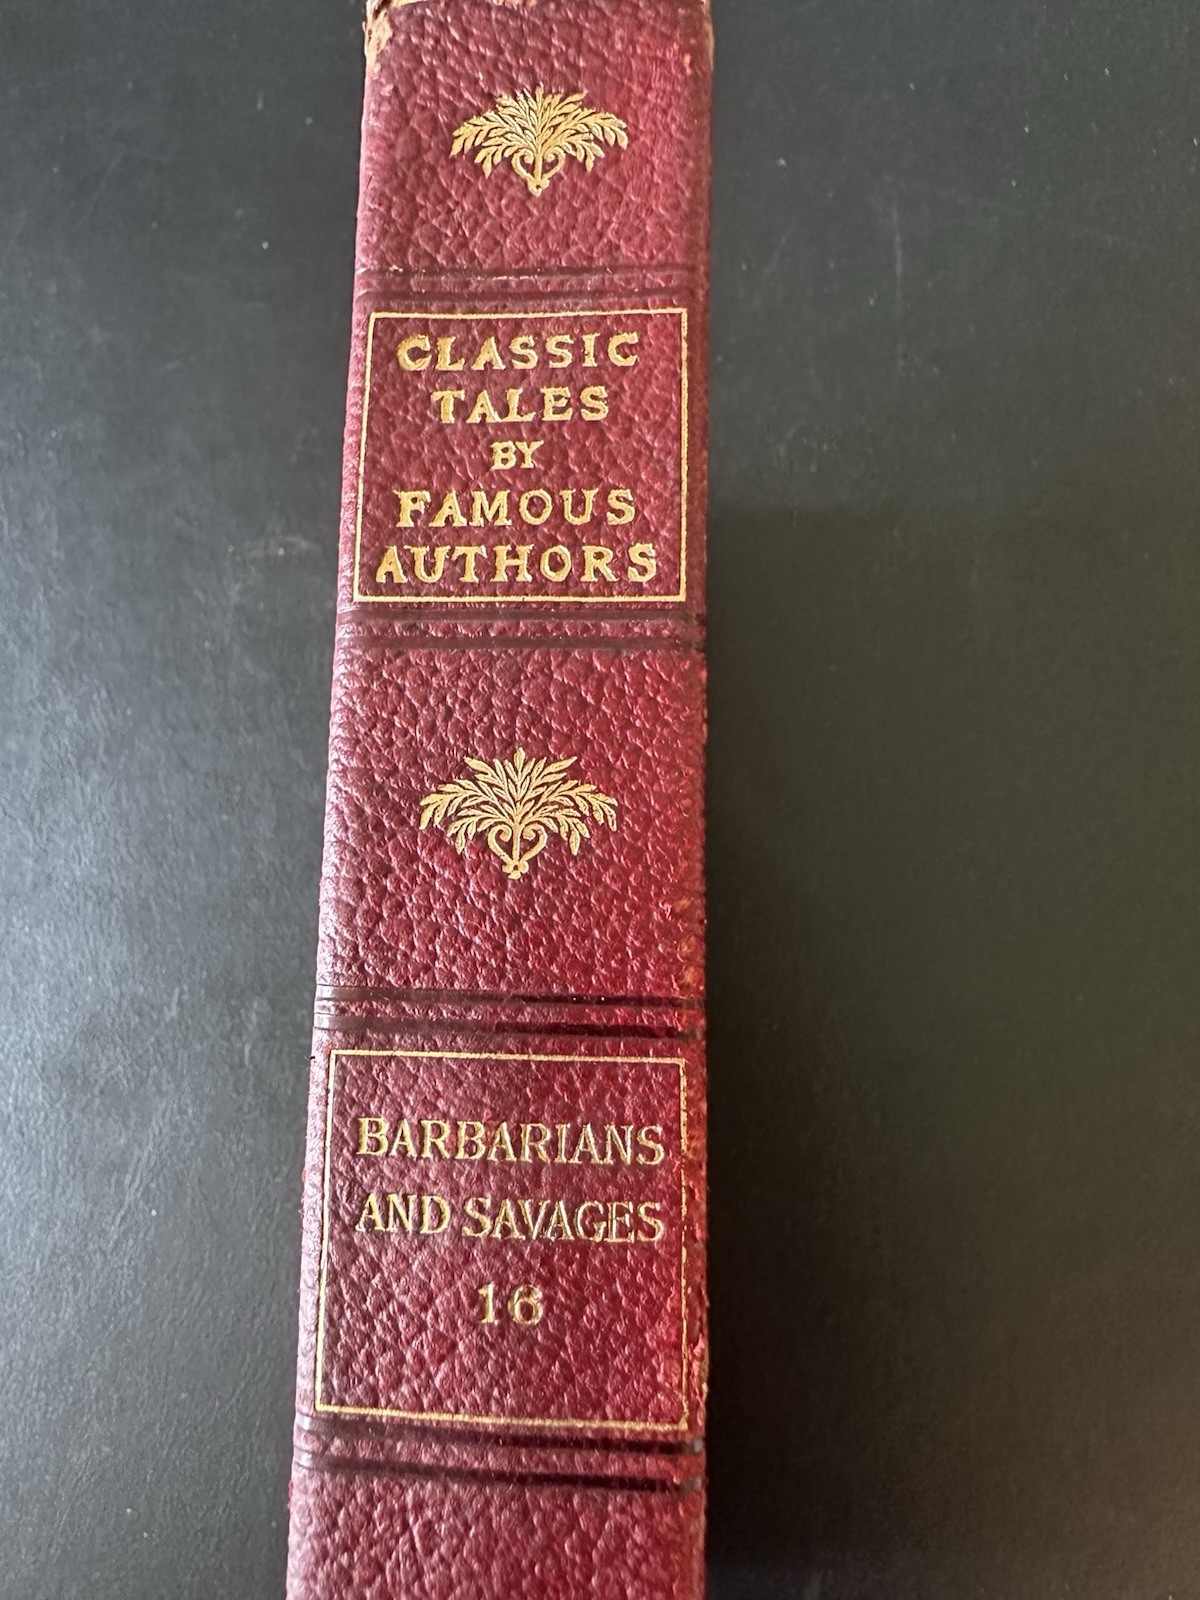 CLASSIC
TALES
BY
FAMOUS
AUTHORS
BARBARIANS
AND SAVAGES
16